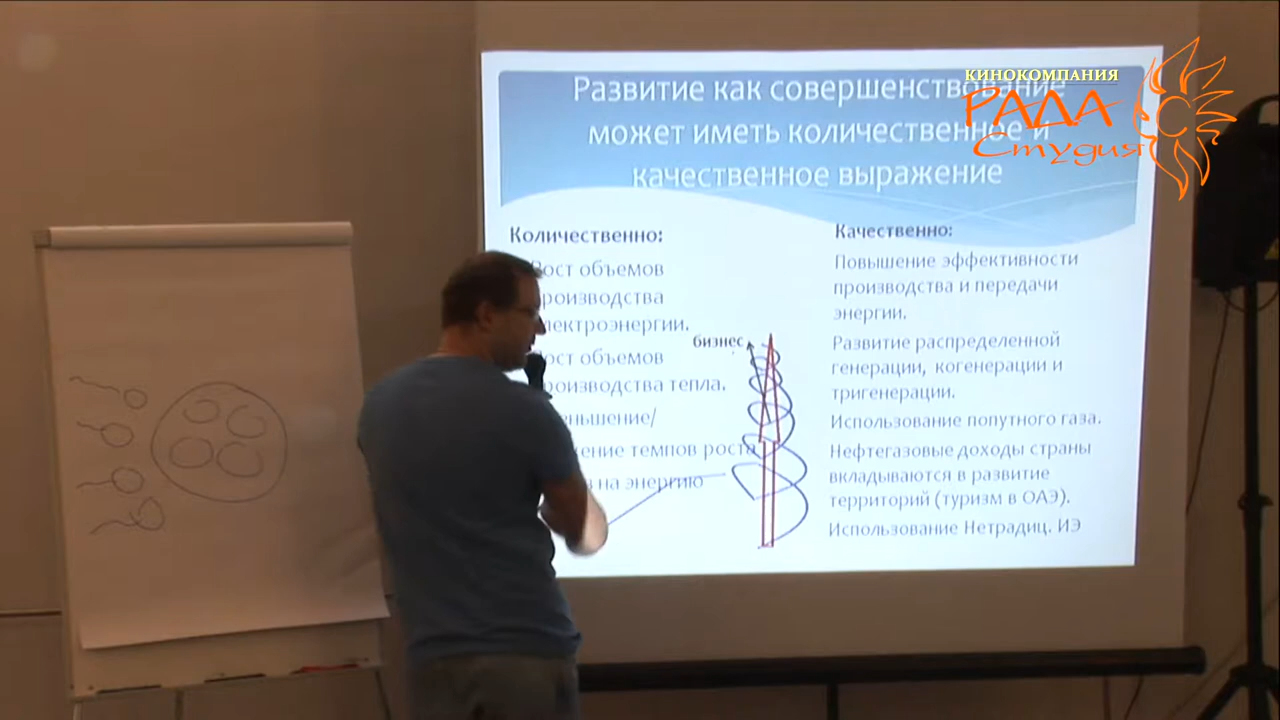 КИНОКОМПАНИЯ
РАДА
Студия
Развитие как совершенствование
может иметь количественное и
качественное выражение
Количественно:
Рост объемов
производства
электроэнергии.
Рост объемов
производства тепла.
на энергию
темпов роста
бизнес
Качественно:
Повышение эффективности
производства и передачи
энергии.
Развитие распределенной
генерации, когенерации и
тригенерации.
Использование попутного газа.
Нефтегазовые доходы страны
вкладываются в развитие
территорий (туризм в ОАЭ).
Использование Нетрадиц. ИЭ